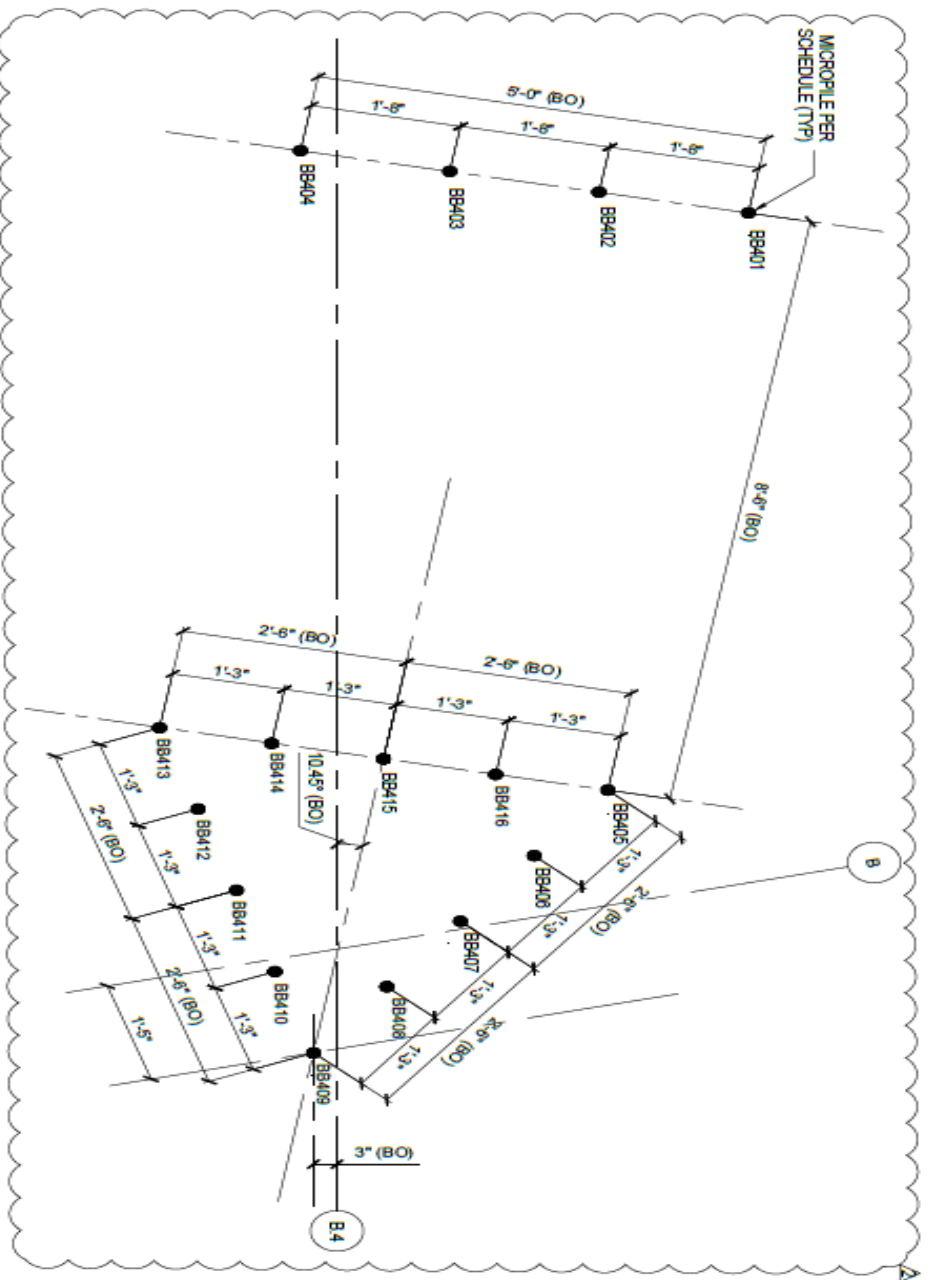 MICROPILE PER
SCHEDULE (TYP)
5'-0" (BO)
1'-8"
1'-8"
1'-8"
BB404
BB403
BB402
BB401
8'-6" (BO)
2'-6" (BO)
2'-6" (BO)
1'-3"
1'-3"
1'-3"
1'-3"
BB413
BB414
BB415
BB416
BB405
10.45° (BO)
1'-3"
2'-6" (BO)
1'-3"
1'-3"
2'-6" (BO)
1'-3"
1'-5"
BB412
BB411
BB410
BB409
BB406
BB407
BB408
1'-3"
2'-6"
(BO)
1'-3"
1'-3"
2'-6"
(BO)
1'-3"
B
3" (BO)
B.4
2